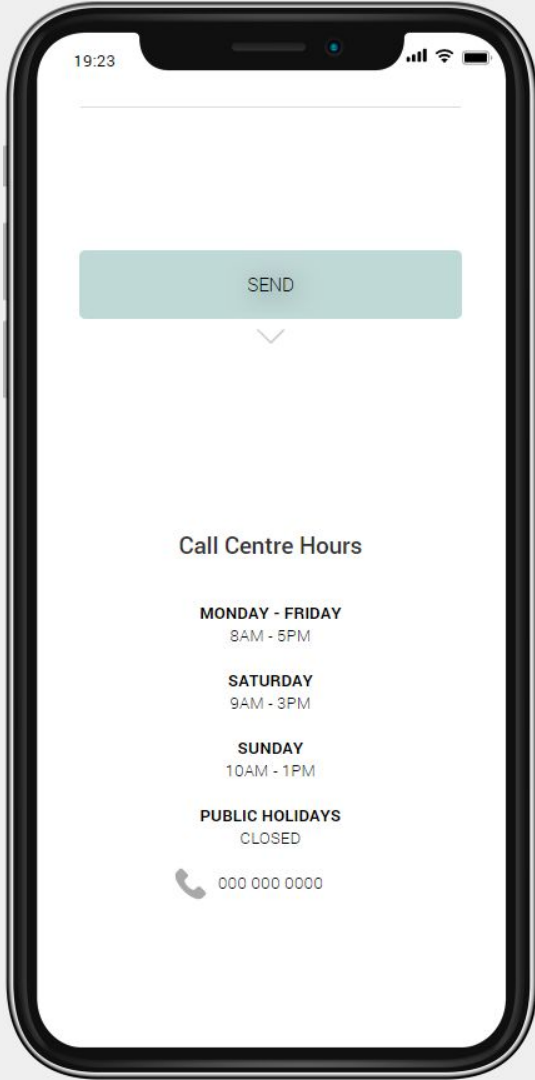 19:23
SEND
Call Centre Hours
MONDAY - FRIDAY
8AM - 5PM
SATURDAY
9AM - 3PM
SUNDAY
10AM - 1PM
PUBLIC HOLIDAYS
CLOSED
000 000 0000